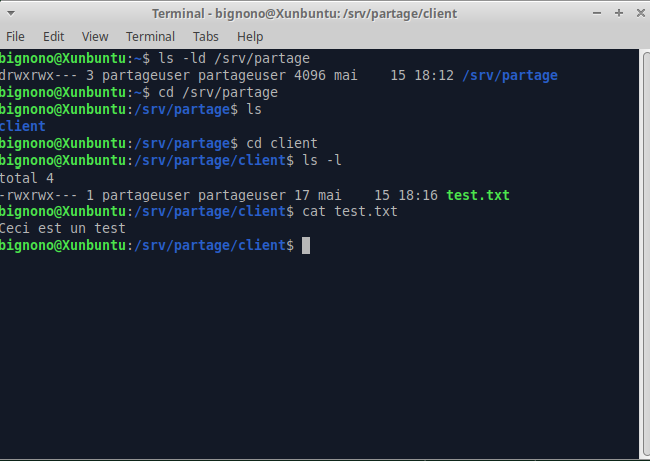 Terminal - bignono@Xunbuntu: /srv/partage/client
File Edit View Terminal Tabs Help
bignono@Xunbuntu:~$ ls -ld /srv/partage
drwxrwx--- 3 partageuser partageuser 4096 mai    15 18:12 /srv/partage
bignono@Xunbuntu:~$ cd /srv/partage
bignono@Xunbuntu:/srv/partage$ ls
client
bignono@Xunbuntu:/srv/partage$ cd client
bignono@Xunbuntu:/srv/partage/client$ ls -l
total 4
-rwxrwx--- 1 partageuser partageuser 17 mai    15 18:16 test.txt
bignono@Xunbuntu:/srv/partage/client$ cat test.txt
Ceci est un test
bignono@Xunbuntu:/srv/partage/client$